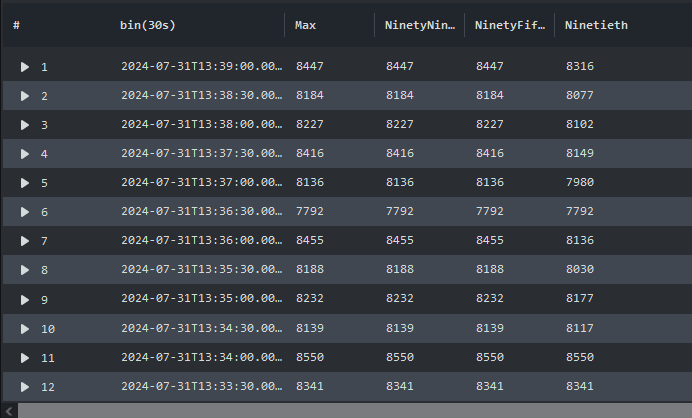 # bin(30s) Max NinetyNin... NinetyFif... Ninetieth
1 2024-07-31T13:39:00.00... 8447 8447 8447 8316
2 2024-07-31T13:38:30.00... 8184 8184 8184 8077
3 2024-07-31T13:38:00.00... 8227 8227 8227 8102
4 2024-07-31T13:37:30.00... 8416 8416 8416 8149
5 2024-07-31T13:37:00.00... 8136 8136 8136 7980
6 2024-07-31T13:36:30.00... 7792 7792 7792 7792
7 2024-07-31T13:36:00.00... 8455 8455 8455 8136
8 2024-07-31T13:35:30.00... 8188 8188 8188 8030
9 2024-07-31T13:35:00.00... 8232 8232 8232 8177
10 2024-07-31T13:34:30.00... 8139 8139 8139 8117
11 2024-07-31T13:34:00.00... 8550 8550 8550 8550
12 2024-07-31T13:33:30.00... 8341 8341 8341 8341